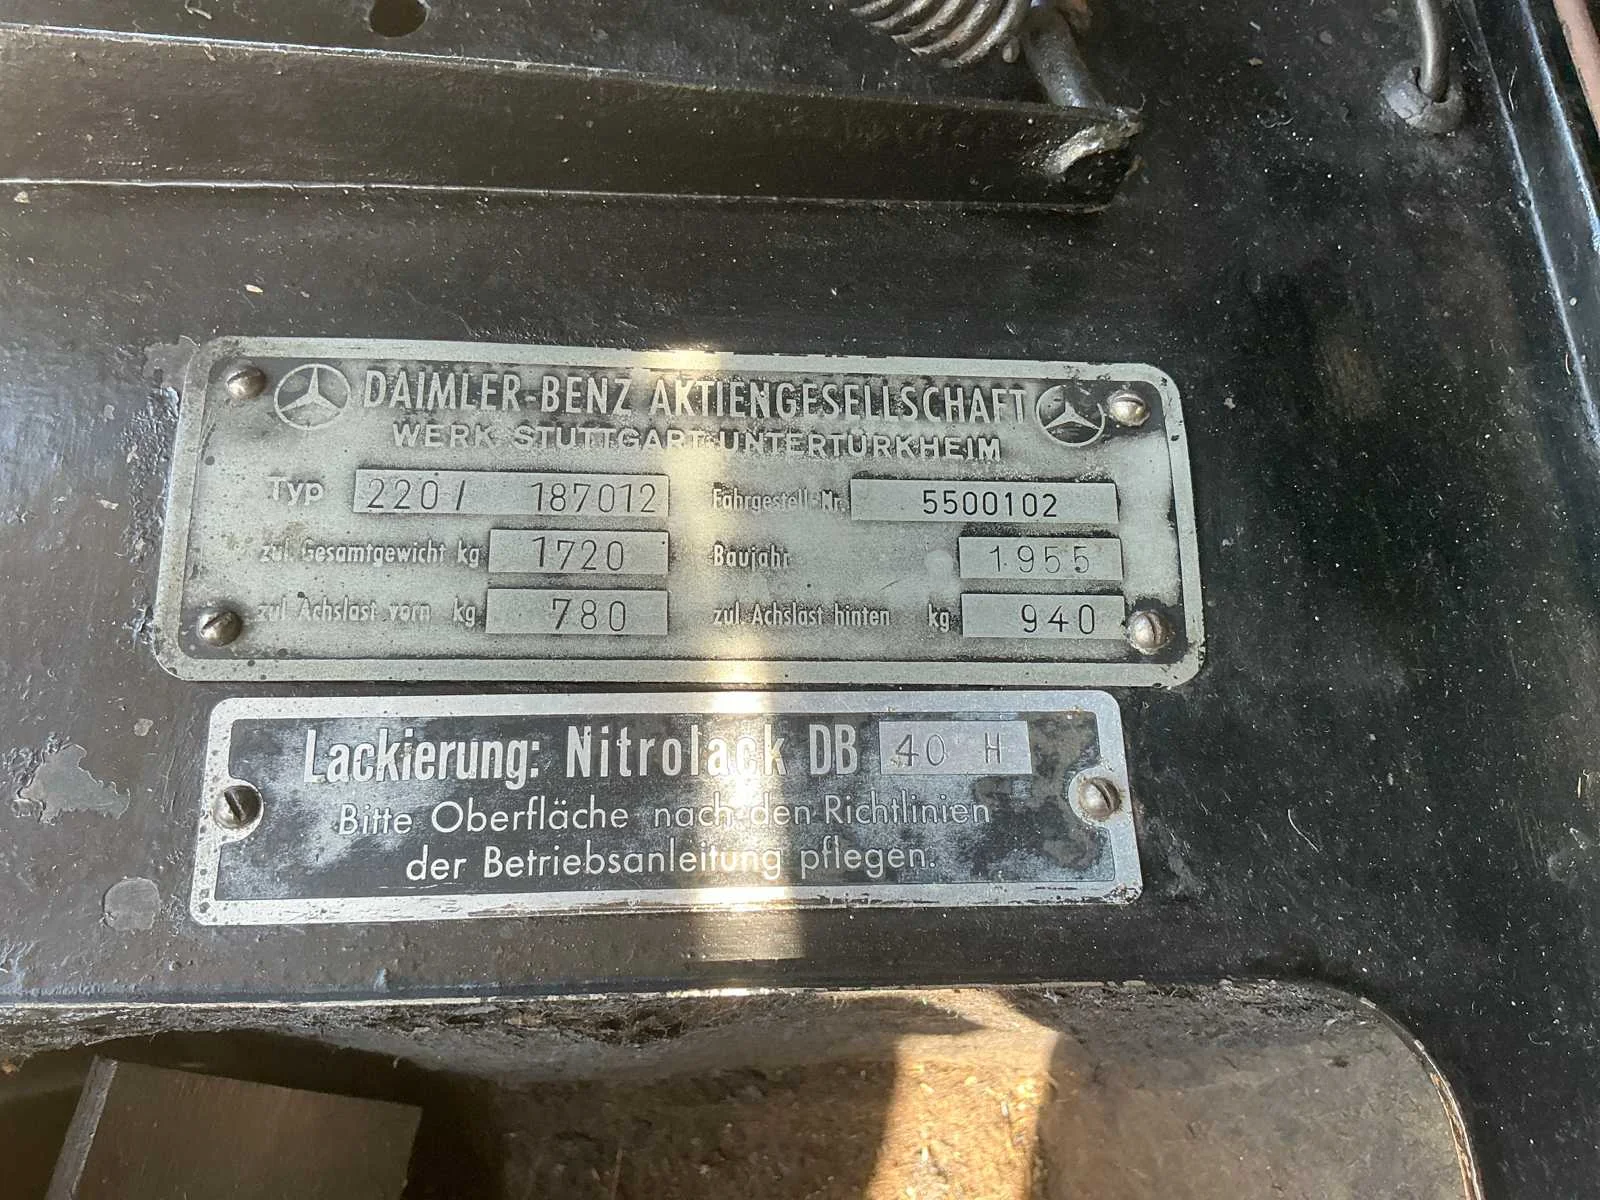 DAIMLER-BENZ AKTIENGESELLSCHAFT
WERK STUTTGART-UNTERTÜRKHEIM
Typ 220/ 187012 Fahrgestell-Nr. 5500102
zul. Gesamtgewicht kg 1720 Baujahr 1955
zul. Achslast vorn kg 780 zul. Achslast hinten kg 940
Lackierung: Nitrolack DB 40 H
Bitte Oberfläche nach den Richtlinien
der Betriebsanleitung pflegen.